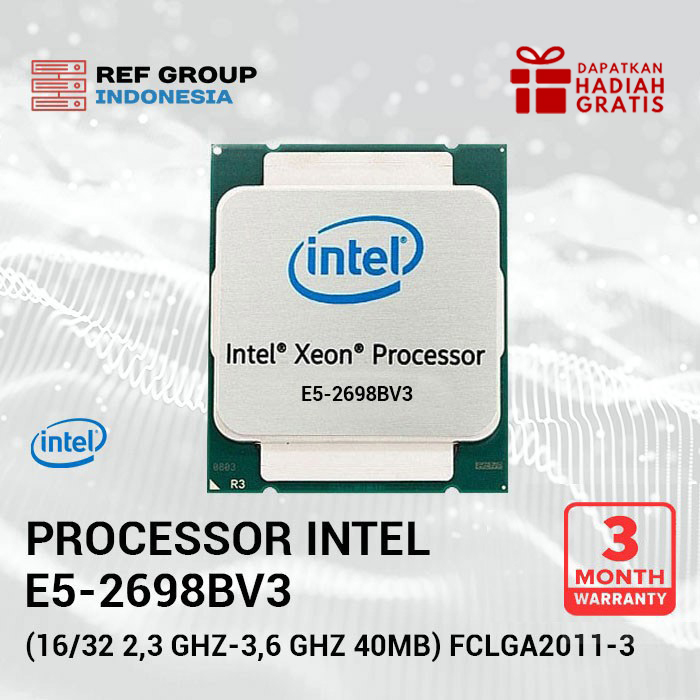 REF GROUP
INDONESIA
DAPATKAN
HADIAH
GRATIS
intel®
Intel® Xeon® Processor
E5-2698BV3
0803
R3
intel
PROCESSOR INTEL
E5-2698BV3
(16/32 2,3 GHZ-3,6 GHZ 40MB) FCLGA2011-3
3
MONTH
WARRANTY